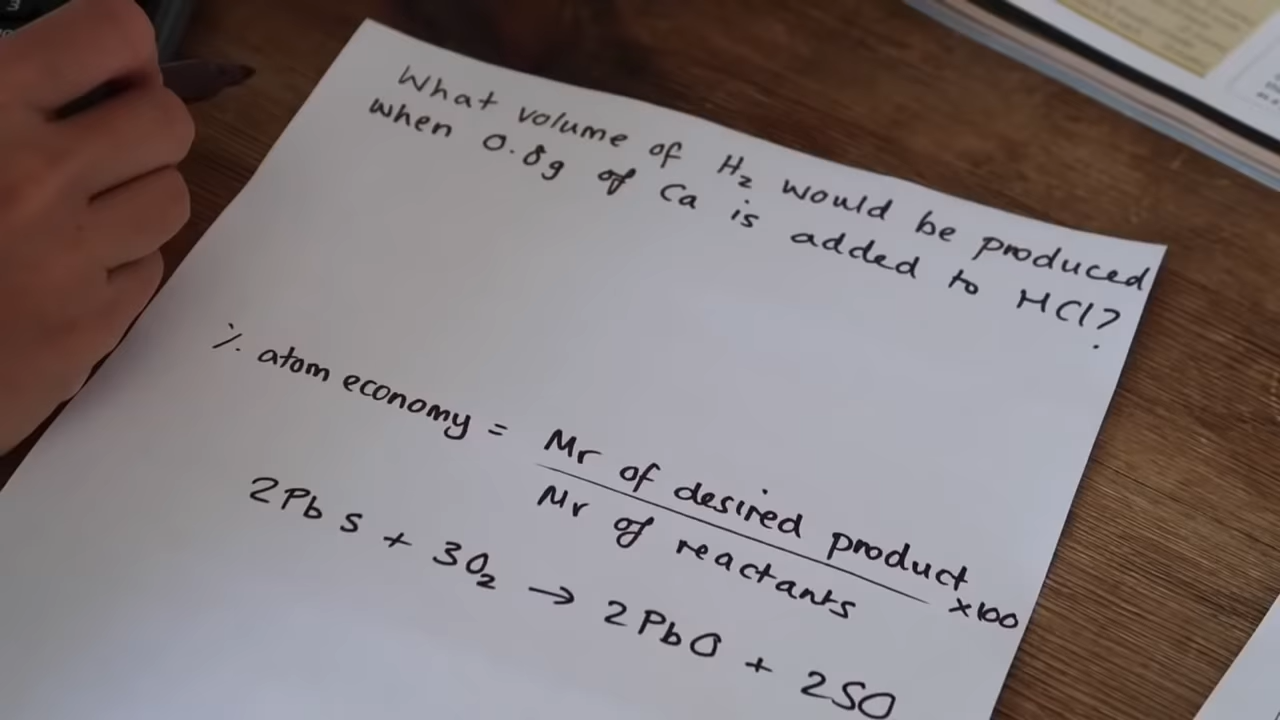 What volume of H₂ would be produced
when 0.8g of Ca is added to HCl?
% atom economy = Mr of desired product
Mr of reactants ×100
2PbS + 3O₂ → 2PbO + 2SO